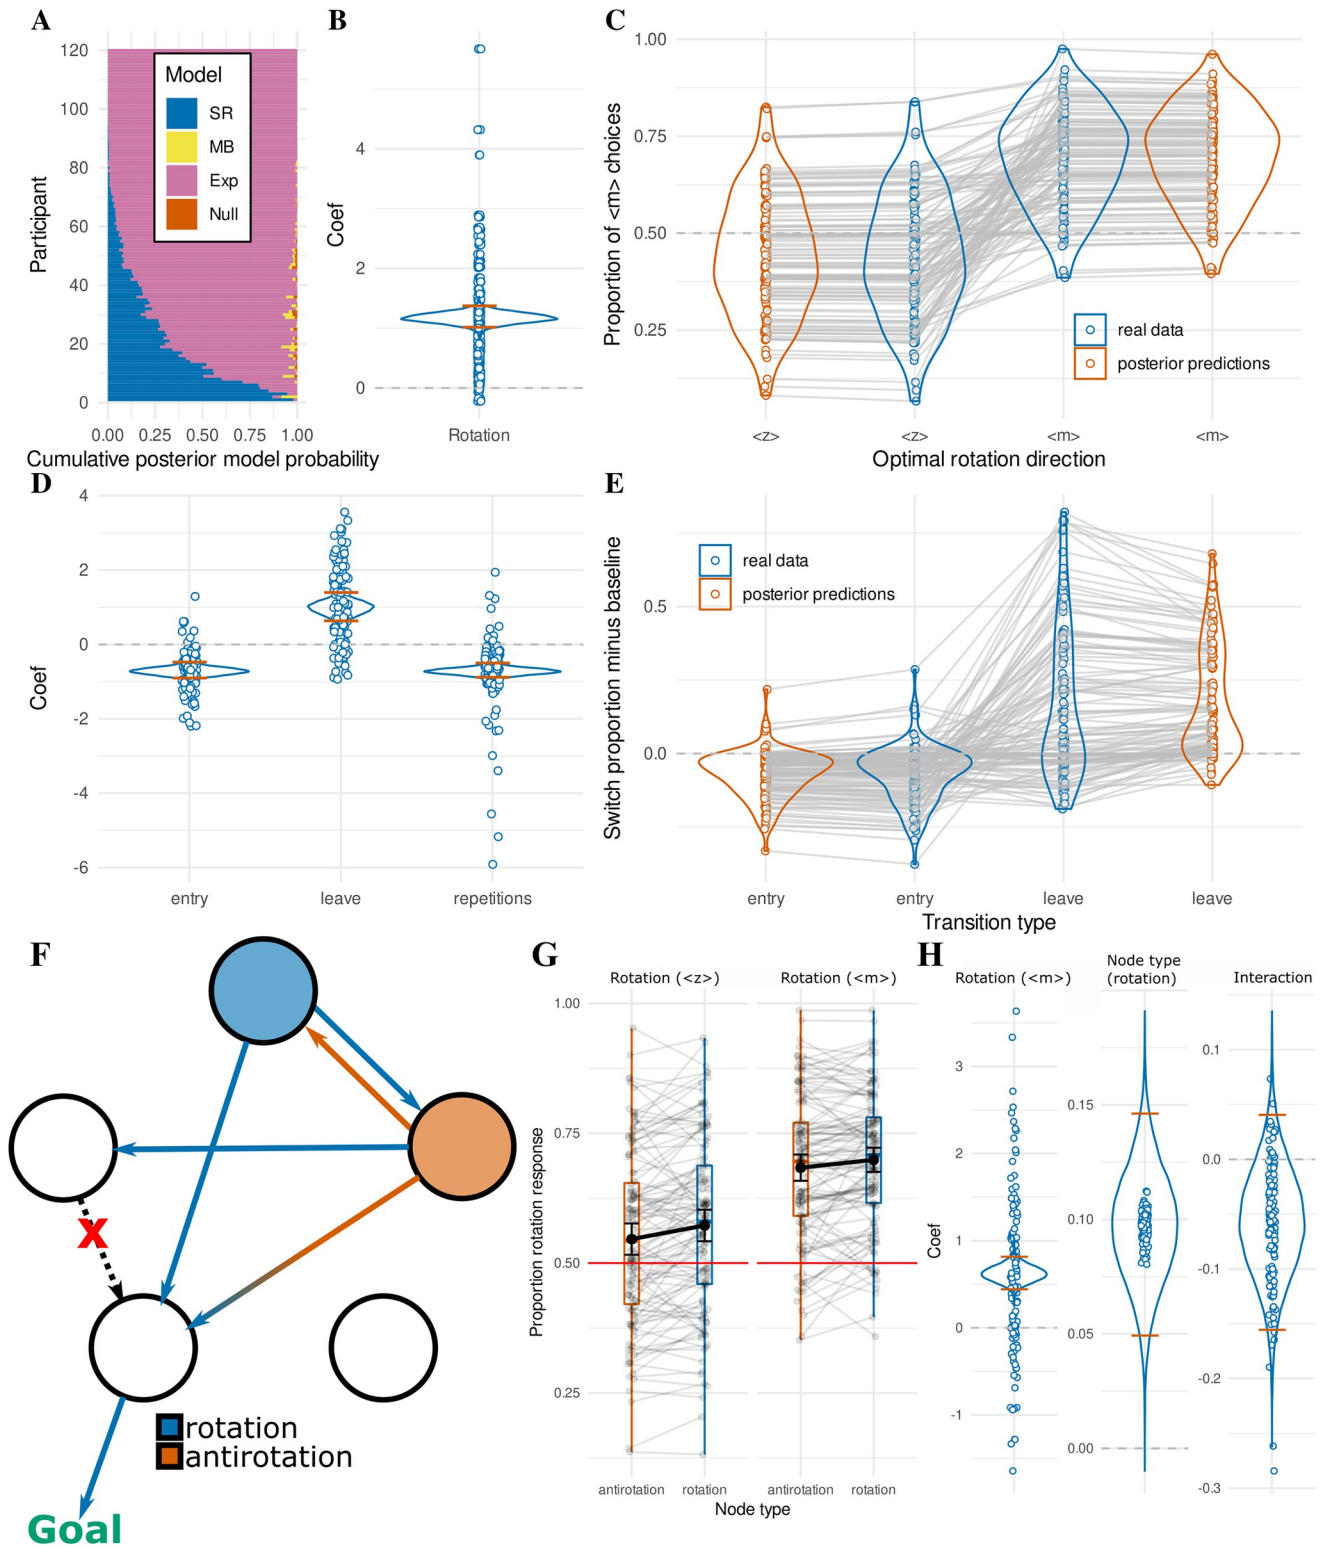 A
120
100
80
60
40
20
0
Participant
Model
SR
MB
Exp
Null
0.00 0.25 0.50 0.75 1.00
Cumulative posterior model probability
B
4
2
0
Coef
Rotation
C
1.00
0.75
0.50
0.25
Proportion of <m> choices
real data
posterior predictions
<z> <z> <m> <m>
Optimal rotation direction
D
4
2
0
-2
-4
-6
Coef
entry leave repetitions
E
0.5
0.0
Switch proportion minus baseline
real data
posterior predictions
entry entry leave leave
Transition type
F
X
rotation
antirotation
Goal
G
Rotation (<z>) Rotation (<m>)
1.00
0.75
0.50
0.25
Proportion rotation response
antirotation rotation antirotation rotation
Node type
H
Rotation (<m>)
3
2
1
0
-1
Coef
Node type
(rotation)
0.15
0.10
0.05
0.00
Interaction
0.1
0.0
-0.1
-0.2
-0.3